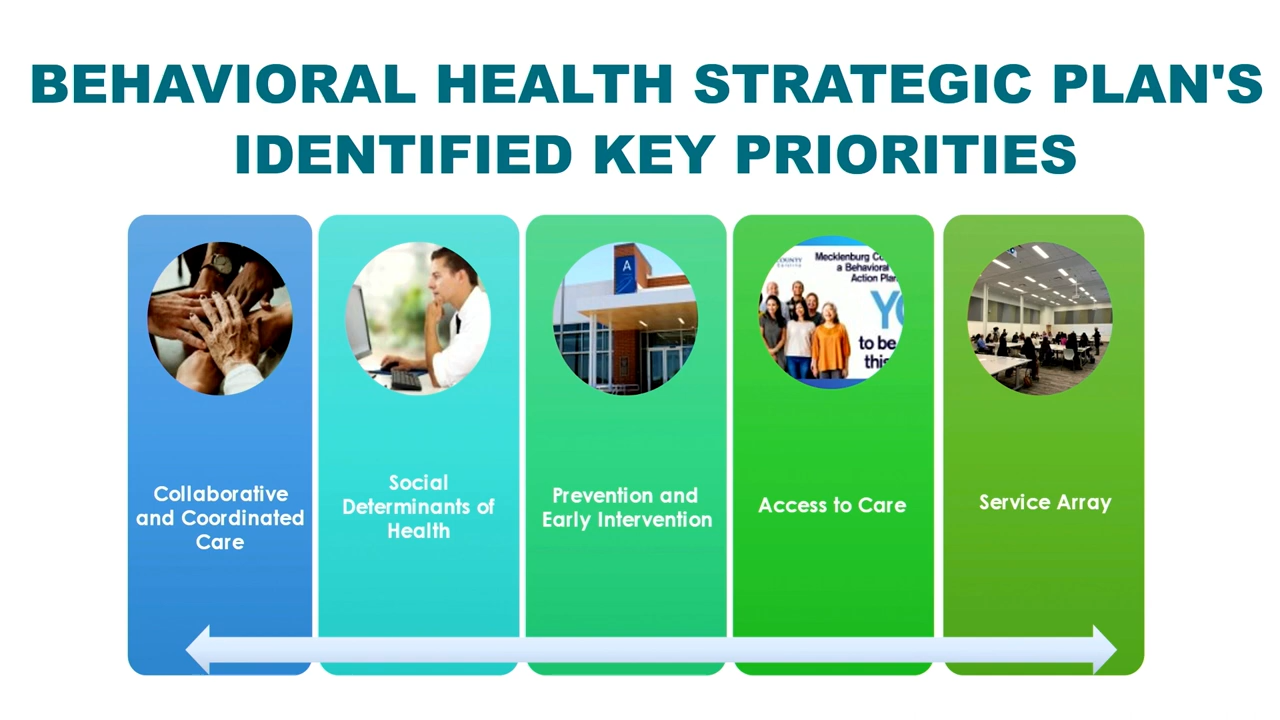 BEHAVIORAL HEALTH STRATEGIC PLAN'S
IDENTIFIED KEY PRIORITIES
A
Mecklenburg Co
a Behavioral
Action Plan
to be
this
Collaborative
and Coordinated
Care
Social
Determinants of
Health
Prevention and
Early Intervention
Access to Care
Service Array